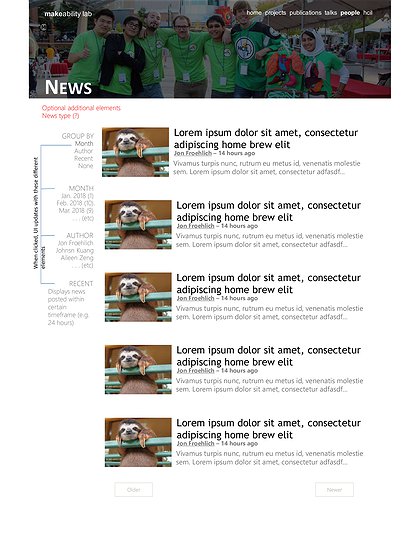 makeability lab
home projects publications talks people
NEWS
Optional additional elements
News type (?)
When clicked, UI updates with these different
elements
GROUP BY
Month
Author
Recent
None
MONTH
Jan. 2018 (1)
Feb. 2018 (10)
Mar. 2018 (9)
. . . (etc)
AUTHOR
Jon Froehlich
Johnsn Kuang
Aileen Zeng
. . . (etc)
RECENT
Displays news
posted within
certain
timeframe (e.g.
24 hours)
Lorem ipsum dolor sit amet, consectetur
adipiscing home brew elit
Jon Froehlich – 14 hours ago
Vivamus turpis nunc, rutrum eu metus id, venenatis molestie
sem. Lorem ipsum dolor sit amet, consectetur adfasdf...
Lorem ipsum dolor sit amet, consectetur
adipiscing home brew elit
Jon Froehlich – 14 hours ago
Vivamus turpis nunc, rutrum eu metus id, venenatis molestie
sem. Lorem ipsum dolor sit amet, consectetur adfasdf...
Lorem ipsum dolor sit amet, consectetur
adipiscing home brew elit
Jon Froehlich – 14 hours ago
Vivamus turpis nunc, rutrum eu metus id, venenatis molestie
sem. Lorem ipsum dolor sit amet, consectetur adfasdf...
Lorem ipsum dolor sit amet, consectetur
adipiscing home brew elit
Jon Froehlich – 14 hours ago
Vivamus turpis nunc, rutrum eu metus id, venenatis molestie
sem. Lorem ipsum dolor sit amet, consectetur adfasdf...
Lorem ipsum dolor sit amet, consectetur
adipiscing home brew elit
Jon Froehlich – 14 hours ago
Vivamus turpis nunc, rutrum eu metus id, venenatis molestie
sem. Lorem ipsum dolor sit amet, consectetur adfasdf...
Older
Newer